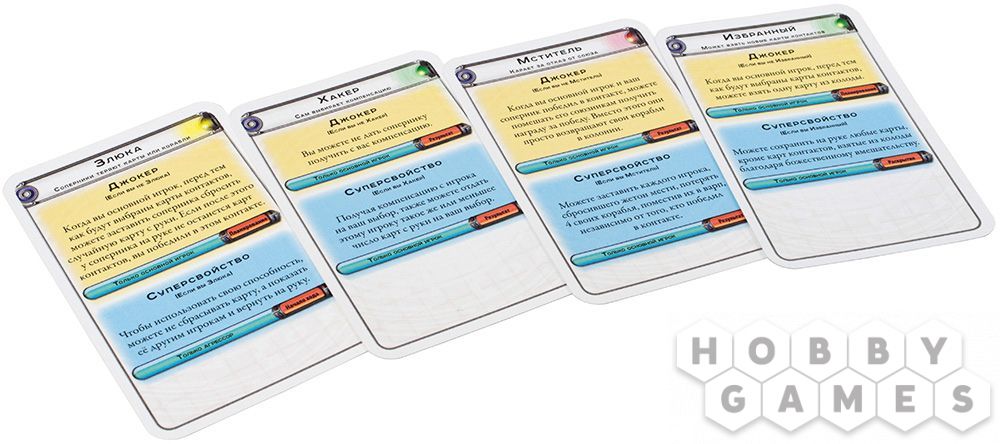 Злюка
Соперники теряют карты или корабли
Джокер
(Если вы не Злюка)
Когда вы основной игрок, перед тем
как будут выбраны карты контактов,
можете заставить соперника сбросить
случайную карту с руки. Если после этого
у соперника на руке не останется карт
контактов, вы победили в этом контакте.
Планирование
Только основной игрок
Суперсвойство
(Если вы Злюка)
Чтобы использовать свою способность,
можете не сбрасывать карту, а показать
её другим игрокам и вернуть на руку.
Начало хода
Только агрессор
Хакер
Сам выбирает компенсацию
Джокер
(Если вы не Хакер)
Вы можете не дать сопернику
получить с вас компенсацию.
Результат
Только основной игрок
Суперсвойство
(Если вы Хакер)
Получая компенсацию с игрока
на ваш выбор, также можете отдать
этому игроку такое же или меньшее
число карт с руки на ваш выбор.
Результат
Только основной игрок
Мститель
Карает за отказ от союза
Джокер
(Если вы не Мститель)
Когда вы основной игрок и ваш
соперник победил в контакте, можете
помешать его союзникам получить
награду за победу. Вместо этого они
просто возвращают свои корабли
в колонии.
Результат
Только основной игрок
Суперсвойство
(Если вы Мститель)
Можете заставить каждого игрока,
сбросившего жетоны мести, потерять
4 своих корабля, поместив их в варп,
независимо от того, кто победил
в контакте.
Результат
Только основной игрок
Избранный
Может взять новые карты контактов
Джокер
(Если вы не Избранный)
Когда вы основной игрок, перед тем
как будут выбраны карты контактов,
можете взять одну карту из колоды.
Планирование
Только основной игрок
Суперсвойство
(Если вы Избранный)
Можете сохранить на руке любые карты,
кроме карт контактов, взятые из колоды
благодаря божественному вмешательству.
Раскрытие
Только основной игрок
HOBBY
GAMES